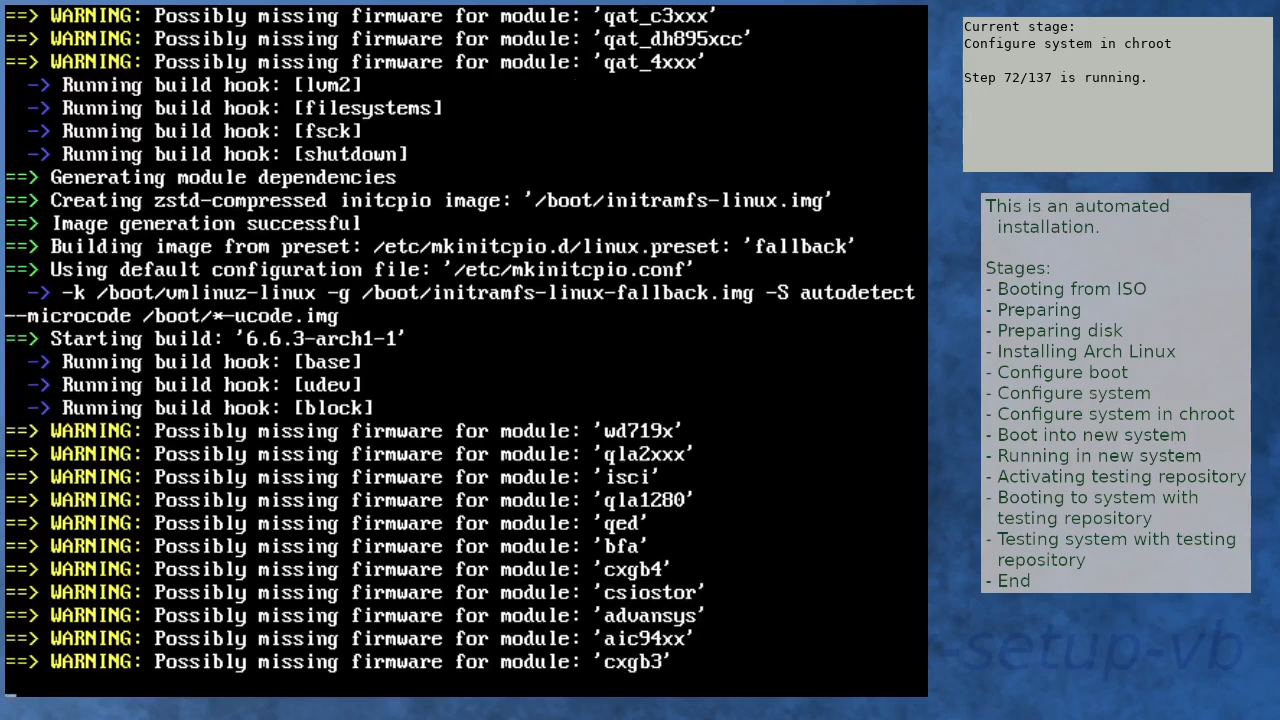 ==> WARNING: Possibly missing firmware for module: 'qat_c3xxx'
==> WARNING: Possibly missing firmware for module: 'qat_dh895xcc'
==> WARNING: Possibly missing firmware for module: 'qat_4xxx'
-> Running build hook: [lvm2]
-> Running build hook: [filesystems]
-> Running build hook: [fsck]
-> Running build hook: [shutdown]
==> Generating module dependencies
==> Creating zstd-compressed initcpio image: '/boot/initramfs-linux.img'
==> Image generation successful
==> Building image from preset: /etc/mkinitcpio.d/linux.preset: 'fallback'
==> Using default configuration file: '/etc/mkinitcpio.conf'
-> -k /boot/vmlinuz-linux -g /boot/initramfs-linux-fallback.img -S autodetect
--microcode /boot/*-ucode.img
==> Starting build: '6.6.3-arch1-1'
-> Running build hook: [base]
-> Running build hook: [udev]
-> Running build hook: [block]
==> WARNING: Possibly missing firmware for module: 'wd719x'
==> WARNING: Possibly missing firmware for module: 'qla2xxx'
==> WARNING: Possibly missing firmware for module: 'isci'
==> WARNING: Possibly missing firmware for module: 'qla1280'
==> WARNING: Possibly missing firmware for module: 'qed'
==> WARNING: Possibly missing firmware for module: 'bfa'
==> WARNING: Possibly missing firmware for module: 'cxgb4'
==> WARNING: Possibly missing firmware for module: 'csiostor'
==> WARNING: Possibly missing firmware for module: 'advansys'
==> WARNING: Possibly missing firmware for module: 'aic94xx'
==> WARNING: Possibly missing firmware for module: 'cxgb3'
Current stage:
Configure system in chroot
Step 72/137 is running.
This is an automated
installation.
Stages:
- Booting from ISO
- Preparing
- Preparing disk
- Installing Arch Linux
- Configure boot
- Configure system
- Configure system in chroot
- Boot into new system
- Running in new system
- Activating testing repository
- Booting to system with
testing repository
- Testing system with testing
repository
- End
-setup-vb